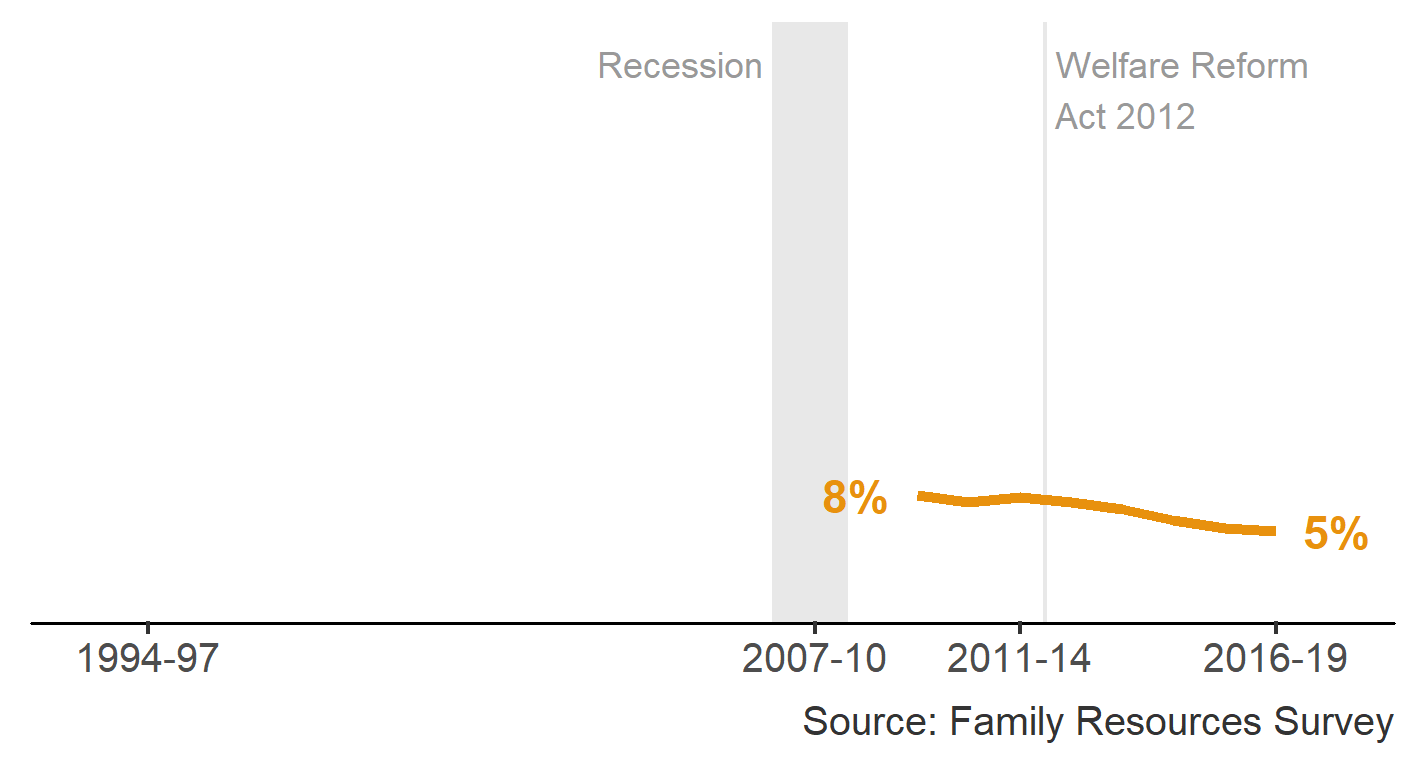 Recession
Welfare Reform
Act 2012
8%
5%
1994-97
2007-10
2011-14
2016-19
Source: Family Resources Survey